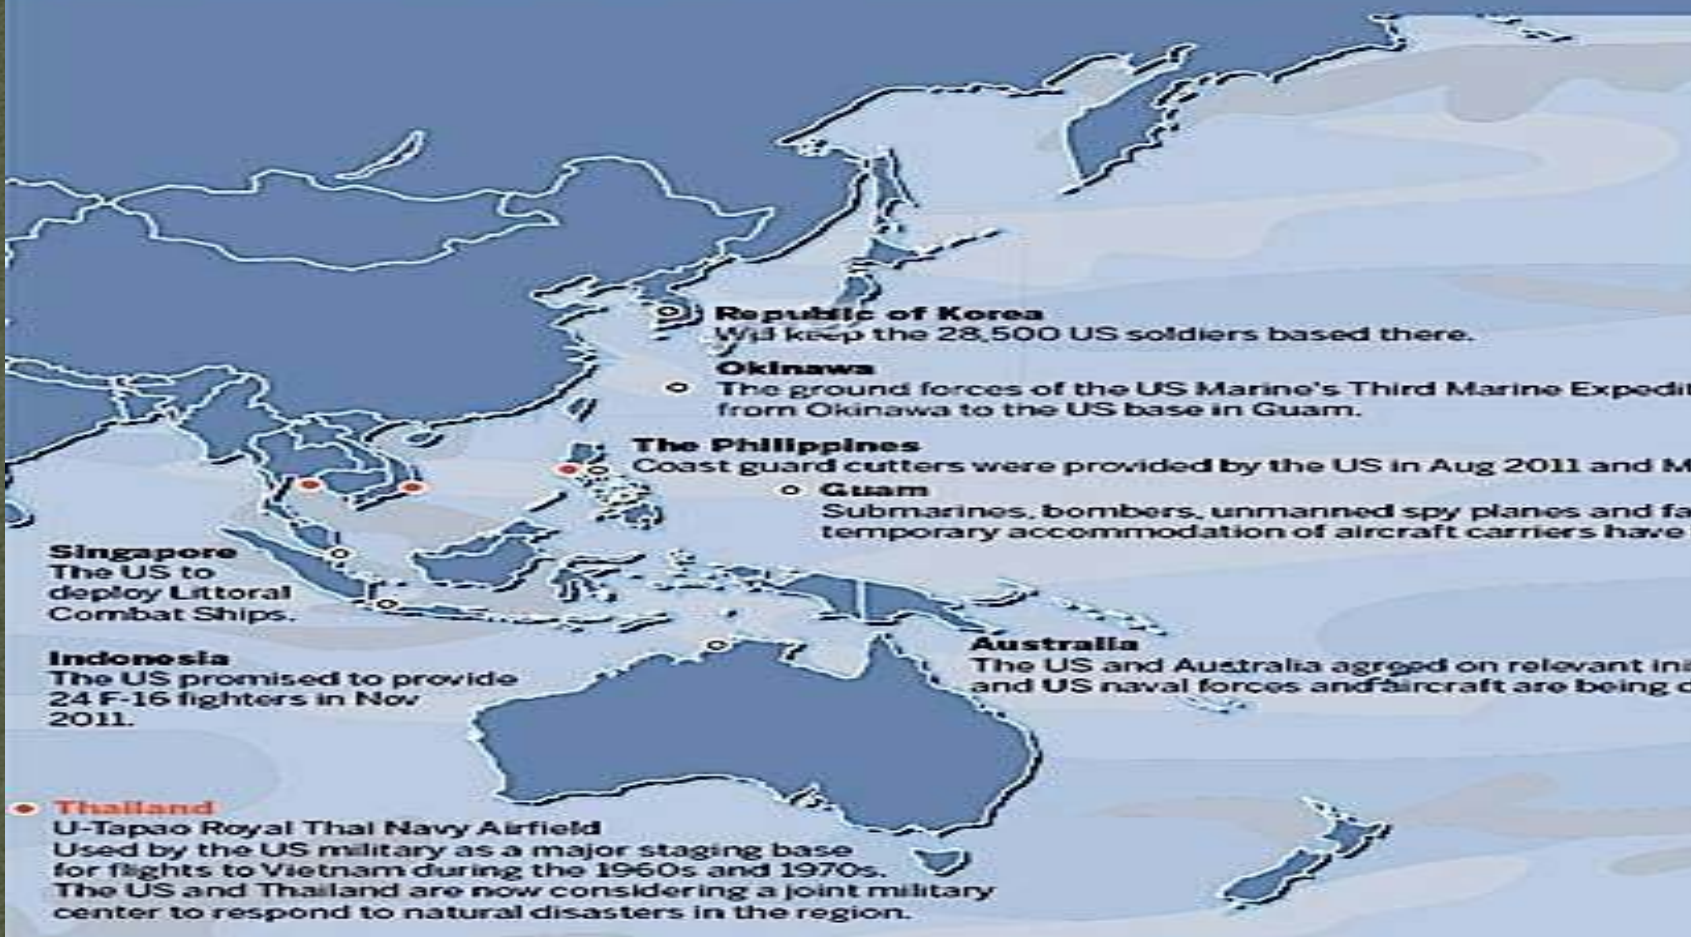 Republic of Korea
Will keep the 28,500 US soldiers based there.
Okinawa
The ground forces of the US Marine's Third Marine Expedit
from Okinawa to the US base in Guam.
The Philippines
Coast guard cutters were provided by the US in Aug 2011 and M
Guam
Submarines, bombers, unmanned spy planes and fa
temporary accommodation of aircraft carriers have
Singapore
The US to
deploy Littoral
Combat Ships.
Indonesia
The US promised to provide
24 F-16 fighters in Nov
2011.
Australia
The US and Australia agreed on relevant ini
and US naval forces and aircraft are being
Thailand
U-Tapao Royal Thai Navy Airfield
Used by the US military as a major staging base
for flights to Vietnam during the 1960s and 1970s.
The US and Thailand are now considering a joint military
center to respond to natural disasters in the region.